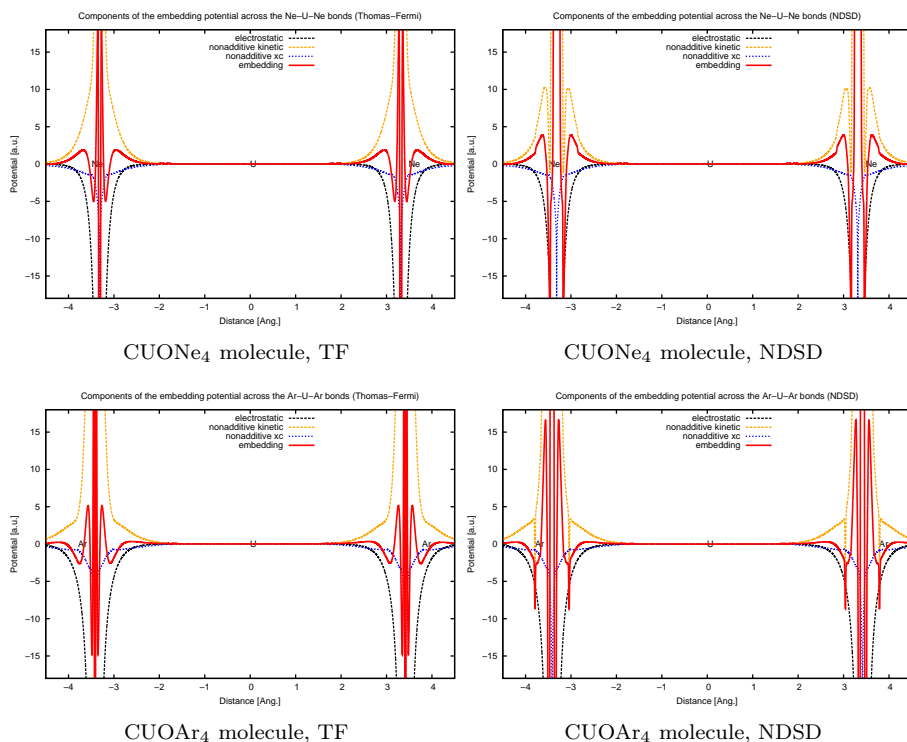 Components of the embedding potential across the Ne−U−Ne bonds (Thomas−Fermi)
electrostatic
nonadditive kinetic
nonadditive xc
embedding
Potential [a.u.]
15
10
5
0
−5
−10
−15
Ne
U
Ne
−4 −3 −2 −1 0 1 2 3 4
Distance [Ang.]
CUONe₄ molecule, TF
Components of the embedding potential across the Ne−U−Ne bonds (NDSD)
electrostatic
nonadditive kinetic
nonadditive xc
embedding
Potential [a.u.]
15
10
5
0
−5
−10
−15
Ne
U
Ne
−4 −3 −2 −1 0 1 2 3 4
Distance [Ang.]
CUONe₄ molecule, NDSD
Components of the embedding potential across the Ar−U−Ar bonds (Thomas−Fermi)
electrostatic
nonadditive kinetic
nonadditive xc
embedding
Potential [a.u.]
15
10
5
0
−5
−10
−15
Ar
U
Ar
−4 −3 −2 −1 0 1 2 3 4
Distance [Ang.]
CUOAr₄ molecule, TF
Components of the embedding potential across the Ar−U−Ar bonds (NDSD)
electrostatic
nonadditive kinetic
nonadditive xc
embedding
Potential [a.u.]
15
10
5
0
−5
−10
−15
Ar
U
Ar
−4 −3 −2 −1 0 1 2 3 4
Distance [Ang.]
CUOAr₄ molecule, NDSD